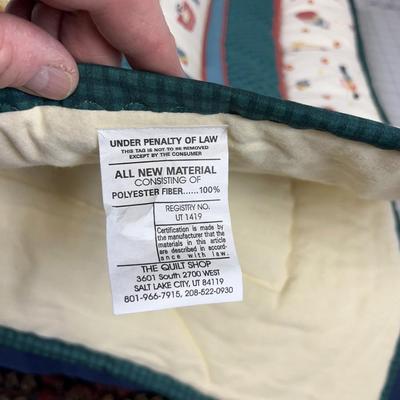 UNDER PENALTY OF LAW
THIS TAG IS NOT TO BE REMOVED
EXCEPT BY THE CONSUMER
ALL NEW MATERIAL
CONSISTING OF
POLYESTER FIBER......100%
REGISTRY NO.
UT 1419
Certification is made by
the manufacturer that the
materials in this article
are described in accord-
ance with law.
THE QUILT SHOP
3601 South 2700 WEST
SALT LAKE CITY, UT 84119
801-966-7915, 208-522-0930